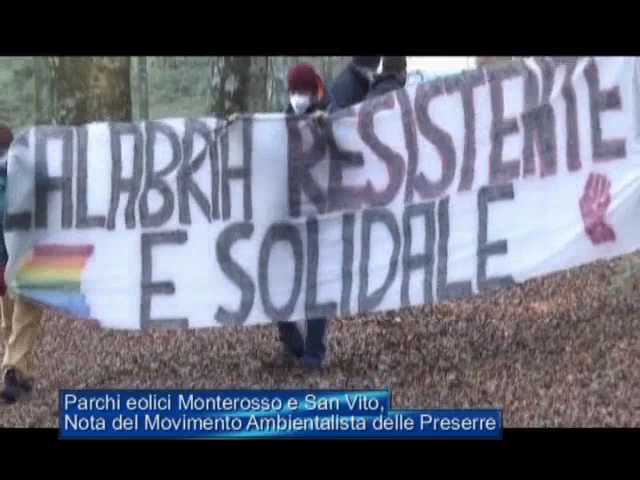 CALABRIA RESISTENTE
E SOLIDALE
Parchi eolici Monterosso e San Vito,
Nota del Movimento Ambientalista delle Preserre